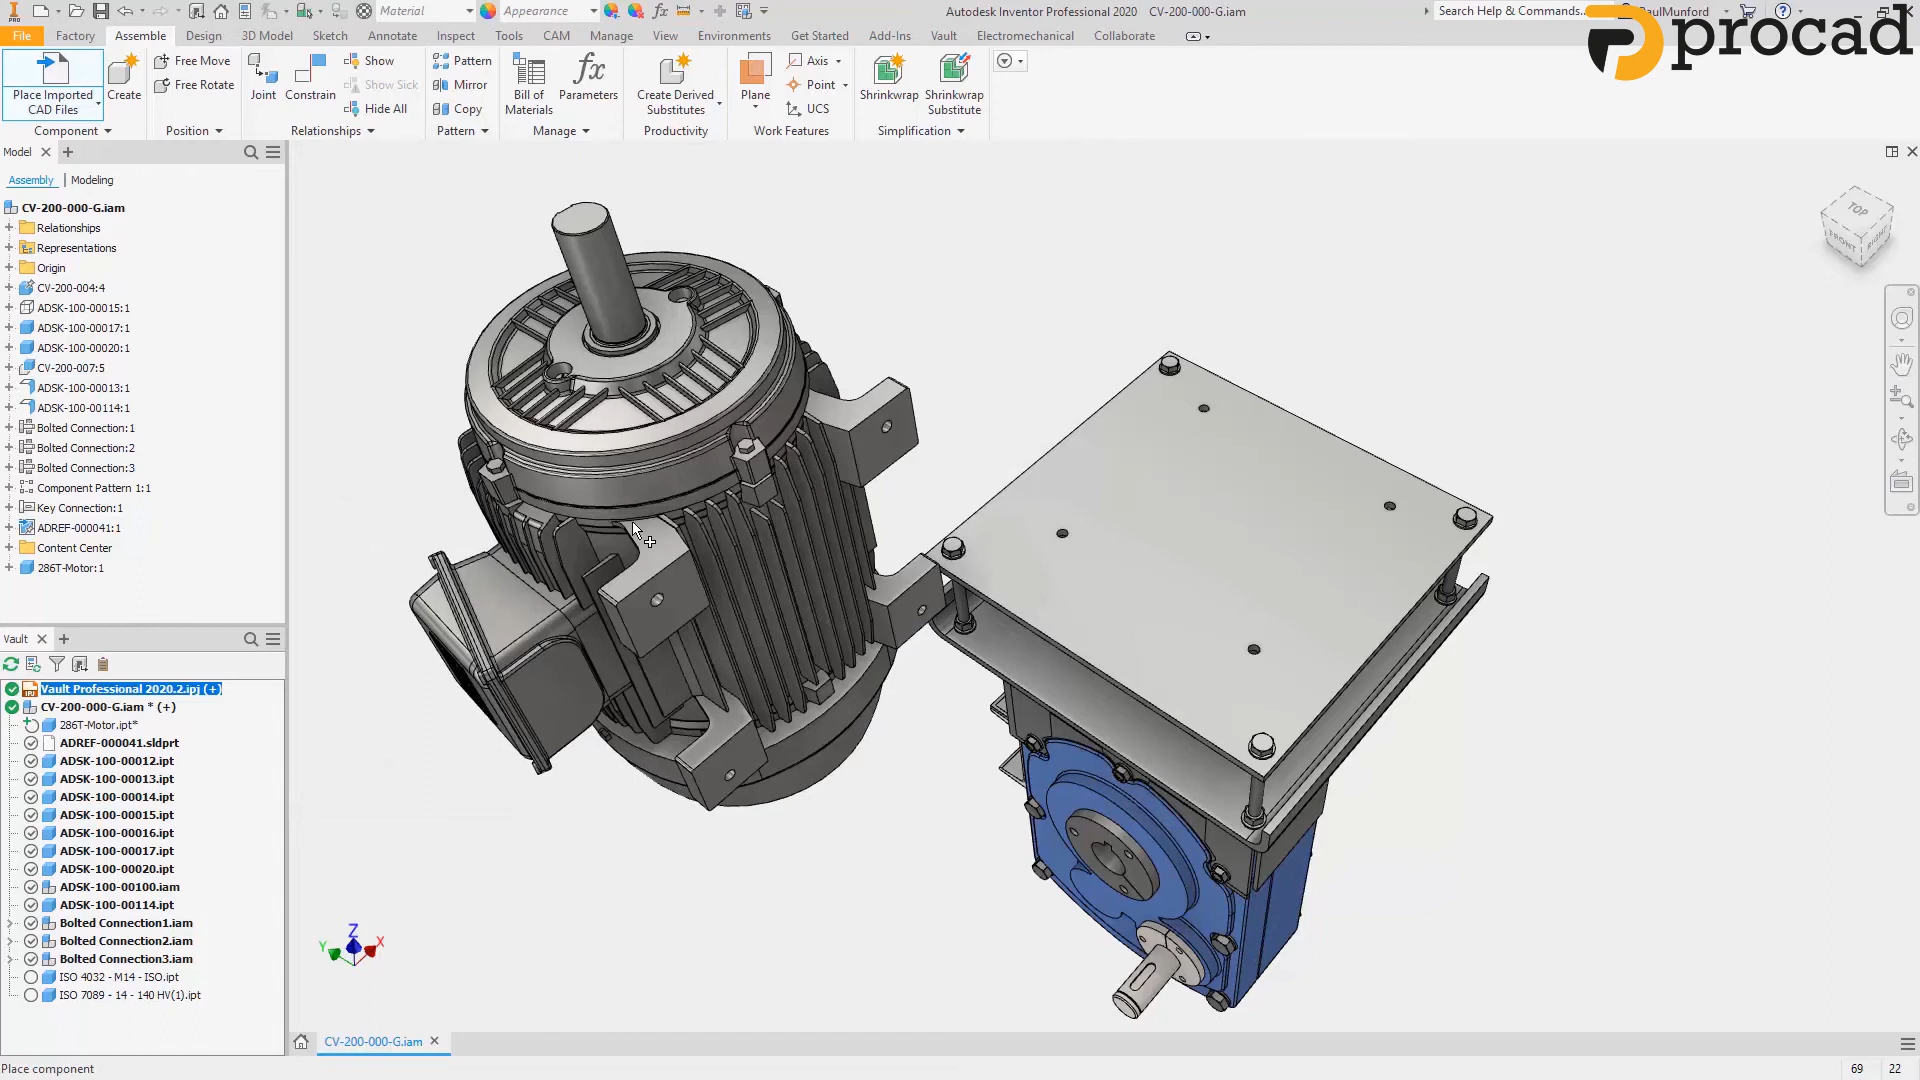 Material
Appearance
Autodesk Inventor Professional 2020 CV-200-000-G.iam
Search Help & Commands...
PaulMunford
procad
File Factory Assemble Design 3D Model Sketch Annotate Inspect Tools CAM Manage View Environments Get Started Add-Ins Vault Electromechanical Collaborate
Place Imported CAD Files
Create
Free Move
Free Rotate
Joint
Constrain
Show
Show Sick
Hide All
Pattern
Mirror
Copy
Bill of Materials
fx
Parameters
Create Derived Substitutes
Plane
Axis
Point
UCS
Shrinkwrap
Shrinkwrap Substitute
Component Position Relationships Pattern Manage Productivity Work Features Simplification
Model
Assembly | Modeling
CV-200-000-G.iam
Relationships
Representations
Origin
CV-200-004:4
ADSK-100-00015:1
ADSK-100-00017:1
ADSK-100-00020:1
CV-200-007:5
ADSK-100-00013:1
ADSK-100-00114:1
Bolted Connection:1
Bolted Connection:2
Bolted Connection:3
Component Pattern 1:1
Key Connection:1
ADREF-000041:1
Content Center
286T-Motor:1
Vault
Vault Professional 2020.2.ipj (+)
CV-200-000-G.iam * (+)
286T-Motor.ipt*
ADREF-000041.sldprt
ADSK-100-00012.ipt
ADSK-100-00013.ipt
ADSK-100-00014.ipt
ADSK-100-00015.ipt
ADSK-100-00016.ipt
ADSK-100-00017.ipt
ADSK-100-00020.ipt
ADSK-100-00100.iam
ADSK-100-00114.ipt
Bolted Connection1.iam
Bolted Connection2.iam
Bolted Connection3.iam
ISO 4032 - M14 - ISO.ipt
ISO 7089 - 14 - 140 HV(1).ipt
TOP
FRONT
RIGHT
Z
Y
X
CV-200-000-G.iam
Place component
69 22